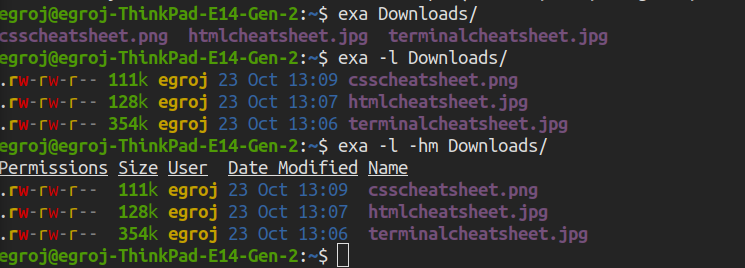 egroj@egroj-ThinkPad-E14-Gen-2:~$ exa Downloads/
csscheatsheet.png  htmlcheatsheet.jpg  terminalcheatsheet.jpg
egroj@egroj-ThinkPad-E14-Gen-2:~$ exa -l Downloads/
.rw-rw-r-- 111k egroj 23 Oct 13:09 csscheatsheet.png
.rw-rw-r-- 128k egroj 23 Oct 13:07 htmlcheatsheet.jpg
.rw-rw-r-- 354k egroj 23 Oct 13:06 terminalcheatsheet.jpg
egroj@egroj-ThinkPad-E14-Gen-2:~$ exa -l -hm Downloads/
Permissions Size User  Date Modified Name
.rw-rw-r--  111k egroj 23 Oct 13:09  csscheatsheet.png
.rw-rw-r--  128k egroj 23 Oct 13:07  htmlcheatsheet.jpg
.rw-rw-r--  354k egroj 23 Oct 13:06  terminalcheatsheet.jpg
egroj@egroj-ThinkPad-E14-Gen-2:~$